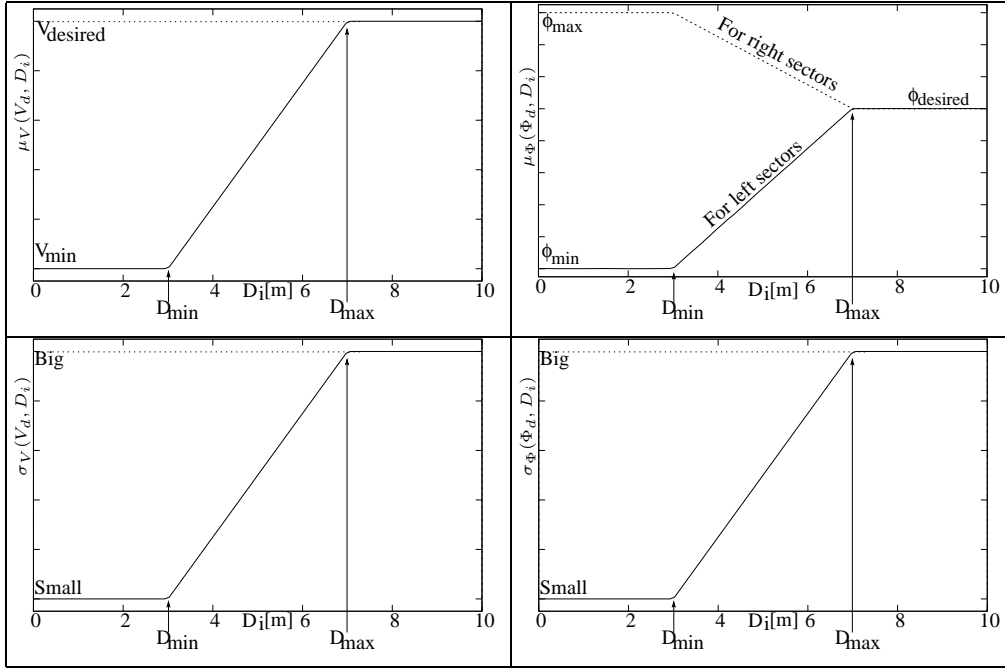 V_desired
μ_V(V_d, D_i)
V_min
0 2 4 D_i[m] 6 8 10
D_min D_max
ϕ_max
For right sectors
ϕ_desired
μ_Φ(Φ_d, D_i)
For left sectors
ϕ_min
0 2 4 D_i[m] 6 8 10
D_min D_max
Big
σ_V(V_d, D_i)
Small
0 2 4 D_i[m] 6 8 10
D_min D_max
Big
σ_Φ(Φ_d, D_i)
Small
0 2 4 D_i[m] 6 8 10
D_min D_max